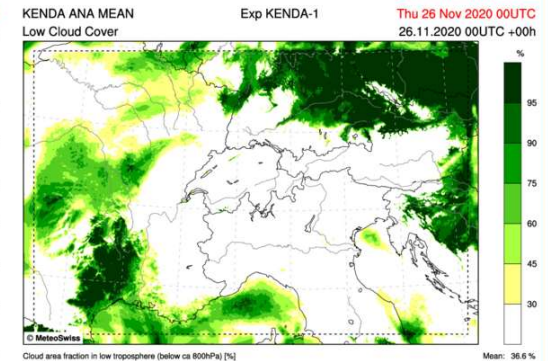 KENDA ANA MEAN Exp KENDA-1 Thu 26 Nov 2020 00UTC
Low Cloud Cover 26.11.2020 00UTC +00h
%
95
90
75
60
45
30
© MeteoSwiss
Cloud area fraction in low troposphere (below ca 800hPa) [%] Mean: 36.6 %